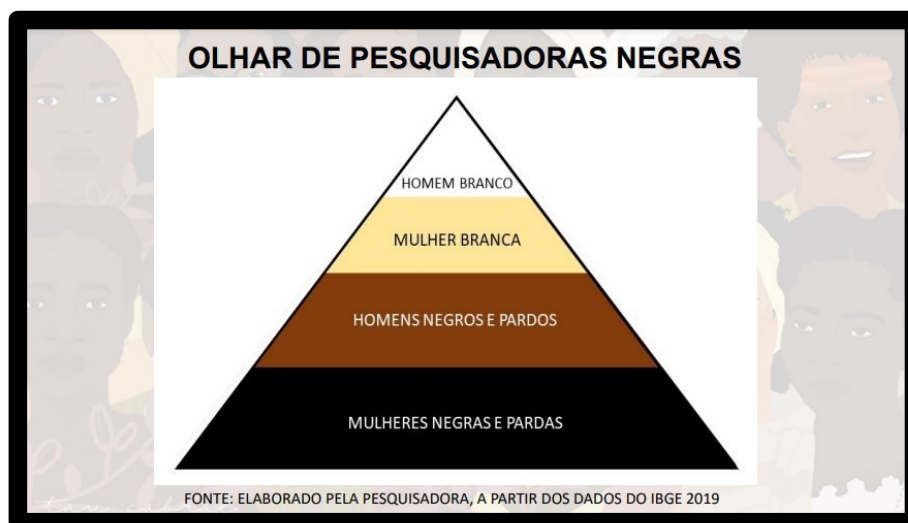 OLHAR DE PESQUISADORAS NEGRAS
HOMEM BRANCO
MULHER BRANCA
HOMENS NEGROS E PARDOS
MULHERES NEGRAS E PARDAS
FONTE: ELABORADO PELA PESQUISADORA, A PARTIR DOS DADOS DO IBGE 2019